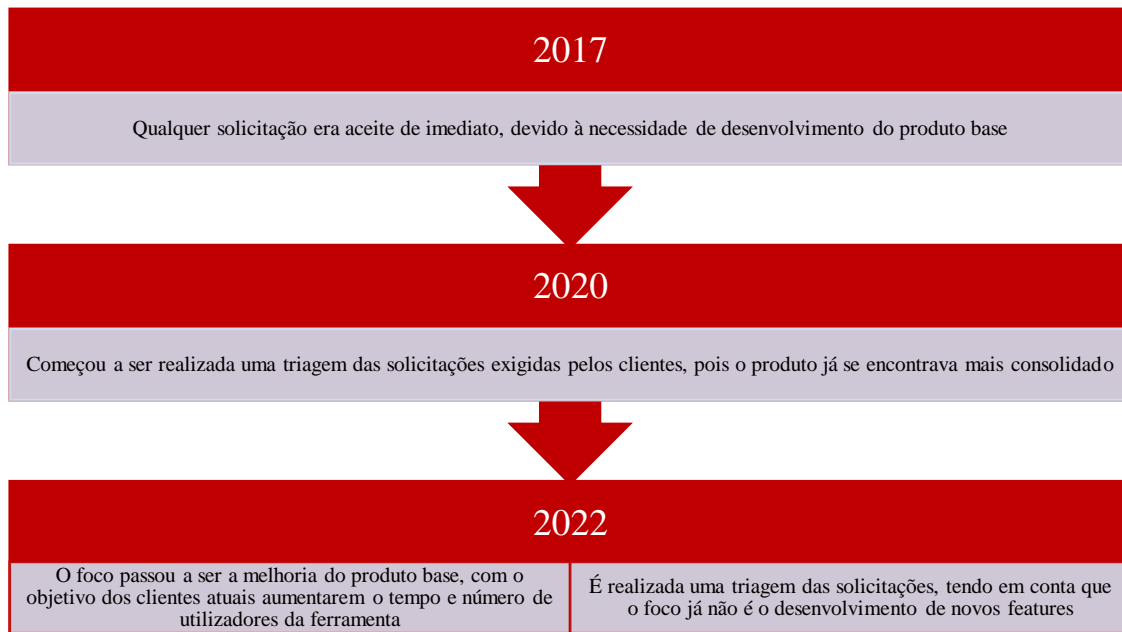 2017
Qualquer solicitação era aceite de imediato, devido à necessidade de desenvolvimento do produto base
2020
Começou a ser realizada uma triagem das solicitações exigidas pelos clientes, pois o produto já se encontrava mais consolidado
2022
O foco passou a ser a melhoria do produto base, com o
objetivo dos clientes atuais aumentarem o tempo e número de
utilizadores da ferramenta
É realizada uma triagem das solicitações, tendo em conta que
o foco já não é o desenvolvimento de novos features